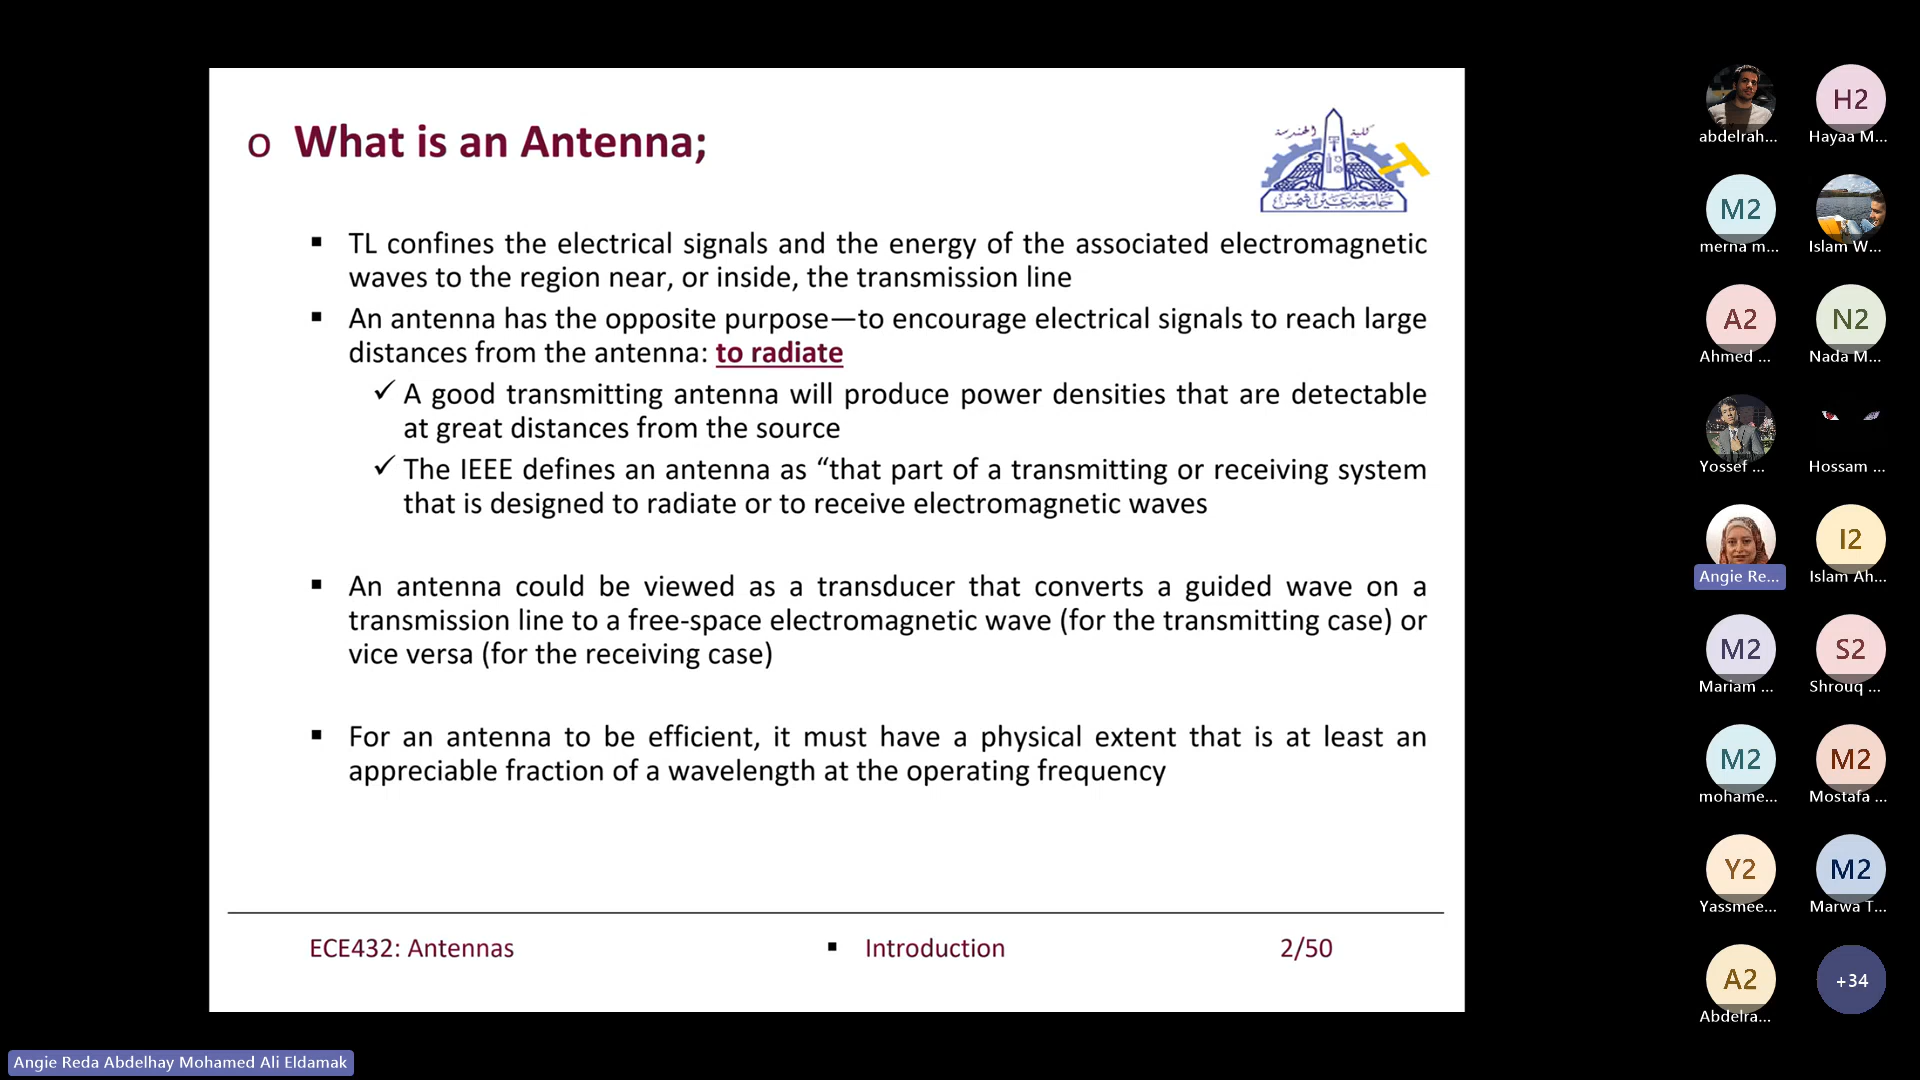 o What is an Antenna;
كلية الهندسة
جامعة عين شمس
▪ TL confines the electrical signals and the energy of the associated electromagnetic
waves to the region near, or inside, the transmission line
▪ An antenna has the opposite purpose—to encourage electrical signals to reach large
distances from the antenna: to radiate
✓ A good transmitting antenna will produce power densities that are detectable
at great distances from the source
✓ The IEEE defines an antenna as “that part of a transmitting or receiving system
that is designed to radiate or to receive electromagnetic waves
▪ An antenna could be viewed as a transducer that converts a guided wave on a
transmission line to a free-space electromagnetic wave (for the transmitting case) or
vice versa (for the receiving case)
▪ For an antenna to be efficient, it must have a physical extent that is at least an
appreciable fraction of a wavelength at the operating frequency
ECE432: Antennas ▪ Introduction 2/50
abdelrah...
H2
Hayaa M...
M2
merna m...
Islam W...
A2
Ahmed ...
N2
Nada M...
Yossef ...
Hossam ...
Angie Re...
I2
Islam Ah...
M2
Mariam ...
S2
Shrouq ...
M2
mohame...
M2
Mostafa ...
Y2
Yassmee...
M2
Marwa T...
A2
Abdelra...
+34
Angie Reda Abdelhay Mohamed Ali Eldamak